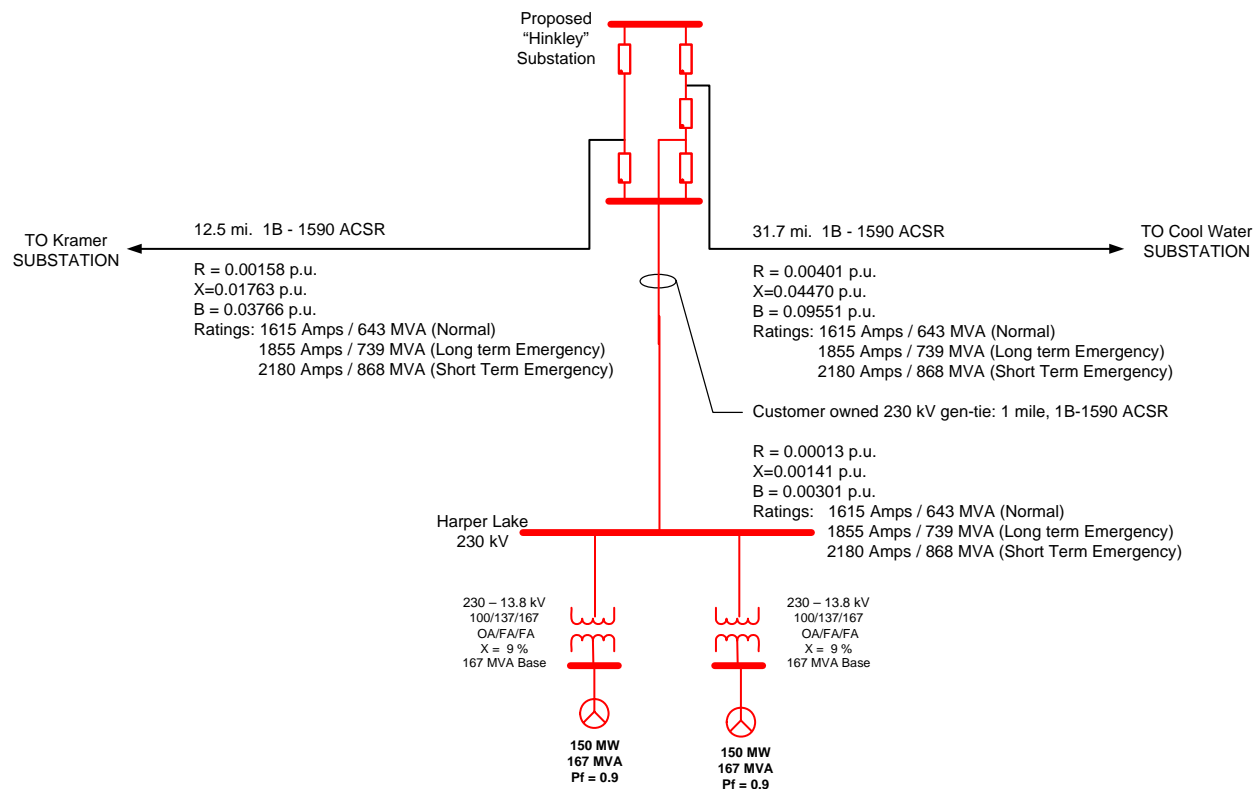 Proposed
“Hinkley”
Substation
TO Kramer
SUBSTATION
12.5 mi.  1B - 1590 ACSR
R = 0.00158 p.u.
X=0.01763 p.u.
B = 0.03766 p.u.
Ratings: 1615 Amps / 643 MVA (Normal)
1855 Amps / 739 MVA (Long term Emergency)
2180 Amps / 868 MVA (Short Term Emergency)
31.7 mi.  1B - 1590 ACSR
TO Cool Water
SUBSTATION
R = 0.00401 p.u.
X=0.04470 p.u.
B = 0.09551 p.u.
Ratings: 1615 Amps / 643 MVA (Normal)
1855 Amps / 739 MVA (Long term Emergency)
2180 Amps / 868 MVA (Short Term Emergency)
Customer owned 230 kV gen-tie: 1 mile, 1B-1590 ACSR
R = 0.00013 p.u.
X=0.00141 p.u.
B = 0.00301 p.u.
Ratings: 1615 Amps / 643 MVA (Normal)
1855 Amps / 739 MVA (Long term Emergency)
2180 Amps / 868 MVA (Short Term Emergency)
Harper Lake
230 kV
230 – 13.8 kV
100/137/167
OA/FA/FA
X =  9 %
167 MVA Base
230 – 13.8 kV
100/137/167
OA/FA/FA
X =  9 %
167 MVA Base
150 MW
167 MVA
Pf = 0.9
150 MW
167 MVA
Pf = 0.9